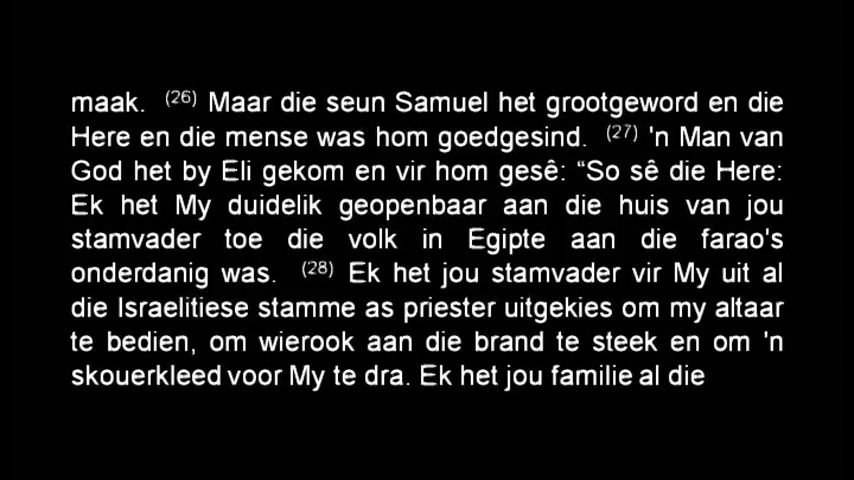 maak. (26) Maar die seun Samuel het grootgeword en die
Here en die mense was hom goedgesind. (27) 'n Man van
God het by Eli gekom en vir hom gesê: “So sê die Here:
Ek het My duidelik geopenbaar aan die huis van jou
stamvader toe die volk in Egipte aan die farao's
onderdanig was. (28) Ek het jou stamvader vir My uit al
die Israelitiese stamme as priester uitgekies om my altaar
te bedien, om wierook aan die brand te steek en om 'n
skouerkleed voor My te dra. Ek het jou familie al die